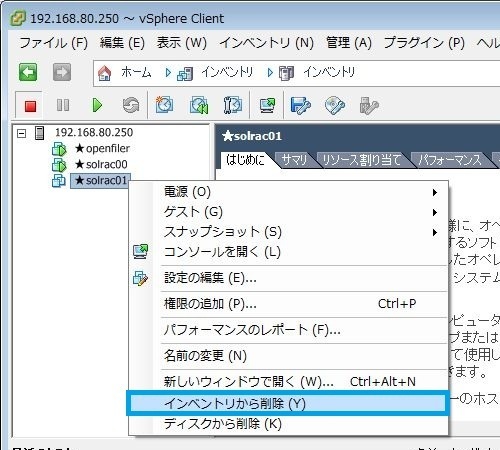 192.168.80.250 ～ vSphere Client
ファイル (F) 編集 (E) 表示 (W) インベントリ (N) 管理 (A) プラグイン (P) ヘル
ホーム インベントリ インベントリ
192.168.80.250
★openfiler
★solrac00
★solrac01
★solrac01
はじめに サマリ リソース割り当て パフォーマンス
電源 (O)
ゲスト (G)
スナップショット (S)
コンソールを開く (L)
設定の編集 (E)...
権限の追加 (P)... Ctrl+P
パフォーマンスのレポート (F)...
名前の変更 (N)
新しいウィンドウで開く (W)... Ctrl+Alt+N
インベントリから削除 (Y)
ディスクから削除 (K)
様に、オペ
するソフト
したオペレ
システム
ピュータ
プまたは
て使用し
きます。
ーのホス